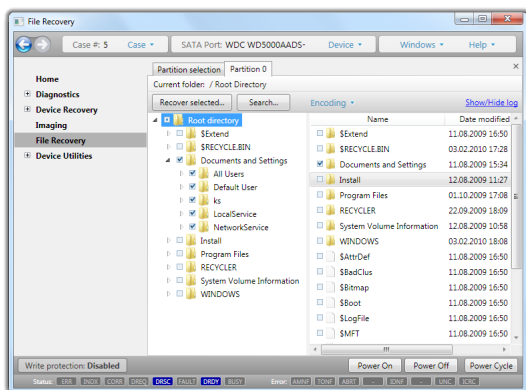 File Recovery
Case #: 5 Case SATA Port: WDC WD5000AADS- Device Windows Help
Home
Diagnostics
Device Recovery
Imaging
File Recovery
Device Utilities
Partition selection Partition 0
Current folder: / Root Directory
Recover selected... Search... Encoding Show/Hide log
Root directory
$Extend
$RECYCLE.BIN
Documents and Settings
All Users
Default User
ks
LocalService
NetworkService
Install
Program Files
RECYCLER
System Volume Information
WINDOWS
Name Date modified
$Extend 11.08.2009 16:50
$RECYCLE.BIN 03.02.2010 17:28
Documents and Settings 11.08.2009 15:34
Install 12.08.2009 11:27
Program Files 01.10.2009 17:08
RECYCLER 22.09.2009 18:09
System Volume Information 12.08.2009 10:58
WINDOWS 03.02.2010 18:08
$AttrDef 11.08.2009 16:50
$BadClus 11.08.2009 16:50
$Bitmap 11.08.2009 16:50
$Boot 11.08.2009 16:50
$LogFile 11.08.2009 16:50
$MFT 11.08.2009 16:50
Write protection: Disabled Power On Power Off Power Cycle
Status: ERR INDX CORR DREQ DRSC FAULT DRDY BUSY Error: AMNF TONF ABRT -- IDNF -- UNC ICRC